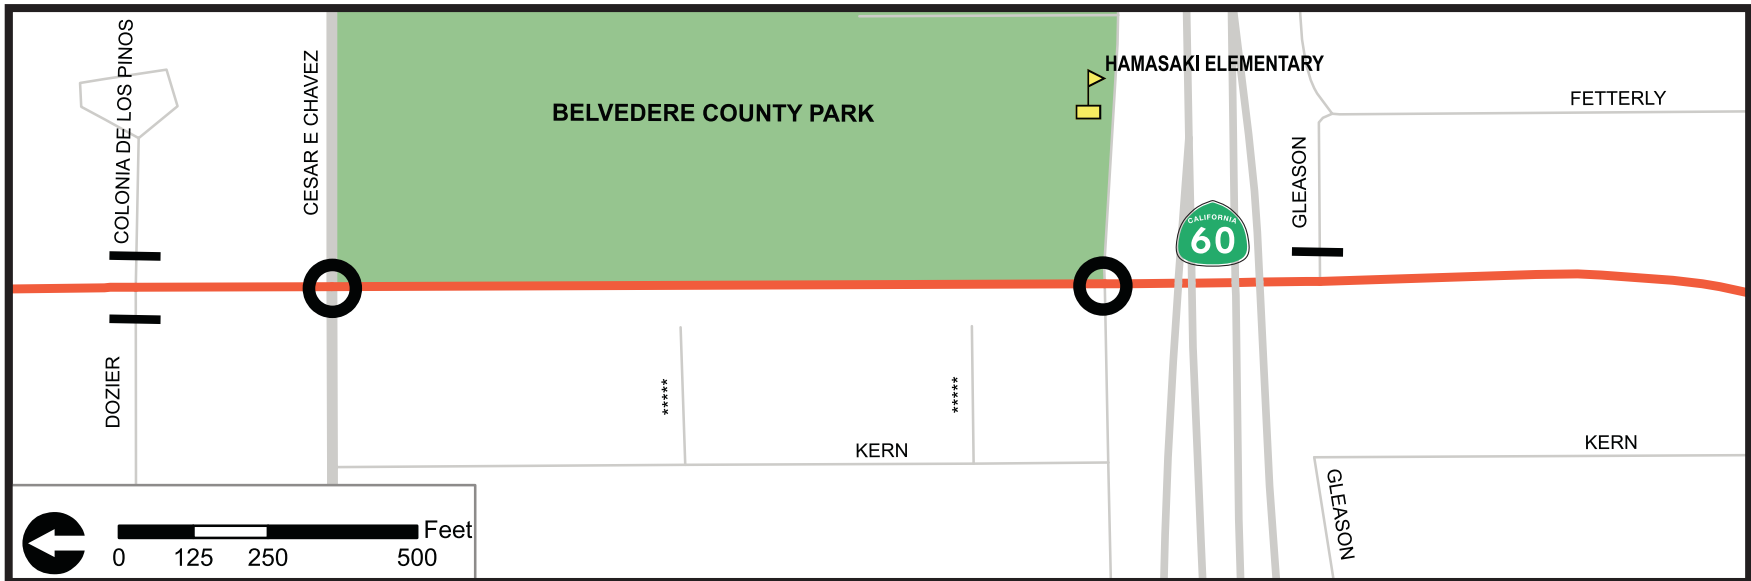 COLONIA DE LOS PINOS
CESAR E CHAVEZ
BELVEDERE COUNTY PARK
HAMASAKI ELEMENTARY
CALIFORNIA
60
GLEASON
FETTERLY
DOZIER
*****
*****
KERN
KERN
GLEASON
Feet
0 125 250 500